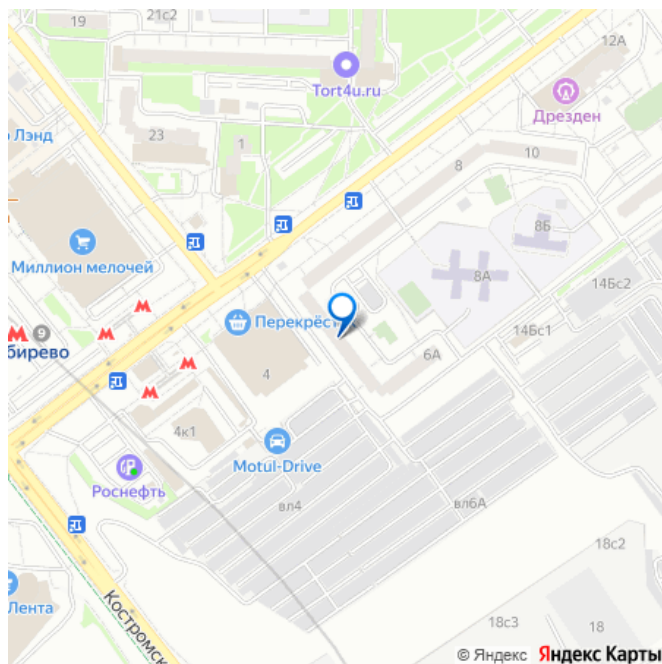 19
21с2
12А
Tort4u.ru
Дрезден
о Лэнд
23
1
10
8
Миллион мелочей
8Б
8А
14Бс2
9
бирево
Перекрёст
14Бс1
6А
4
4к1
Motul-Drive
Роснефть
вл4
вл6А
18с2
Лента
Костромск
18с3
18
© Яндекс Яндекс Карты